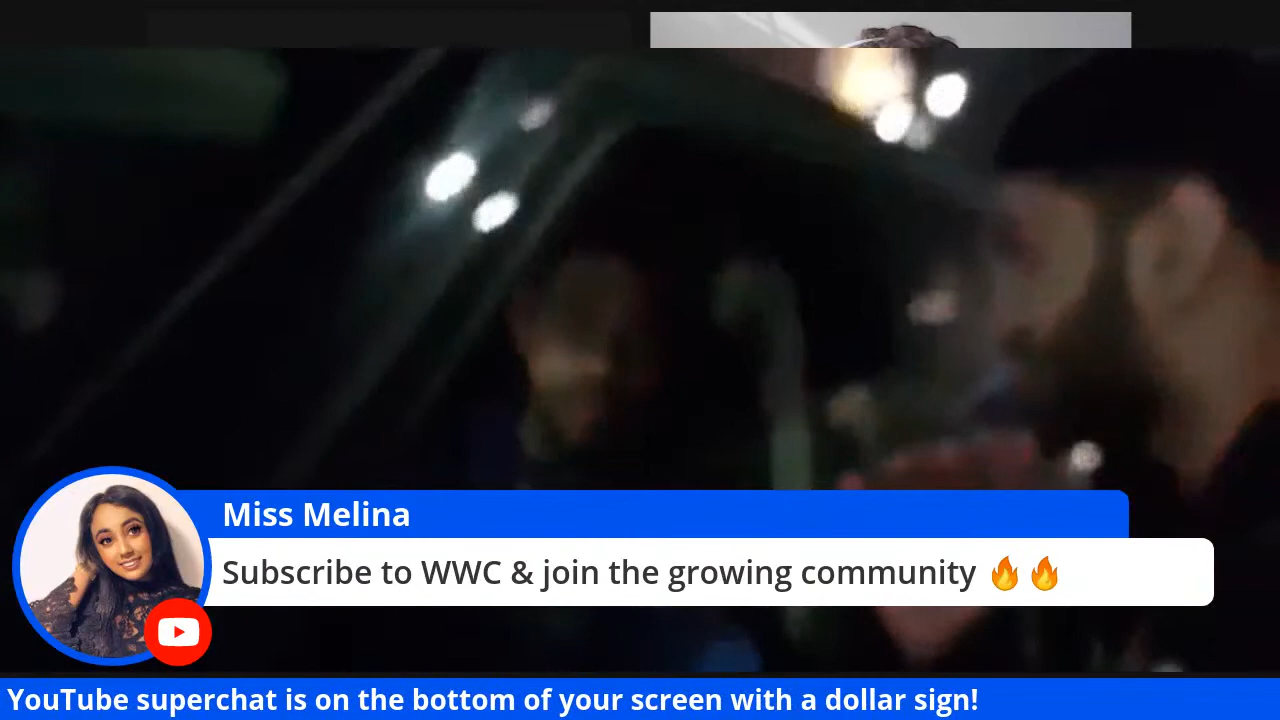 Miss Melina
Subscribe to WWC & join the growing community 🔥🔥
YouTube superchat is on the bottom of your screen with a dollar sign!